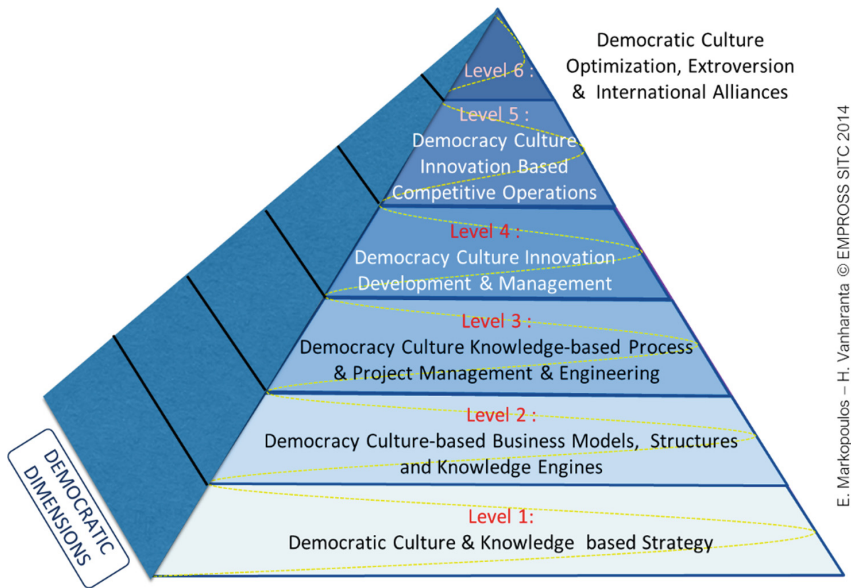 Democratic Culture
Optimization, Extroversion
& International Alliances
Level 6 :
Level 5 :
Democracy Culture
Innovation Based
Competitive Operations
Level 4 :
Democracy Culture Innovation
Development & Management
Level 3 :
Democracy Culture Knowledge-based Process
& Project Management & Engineering
Level 2 :
Democracy Culture-based Business Models, Structures
and Knowledge Engines
Level 1:
Democratic Culture & Knowledge based Strategy
DEMOCRATIC
DIMENSIONS
E. Markopoulos – H. Vanharanta © EMPROSS SITC 2014